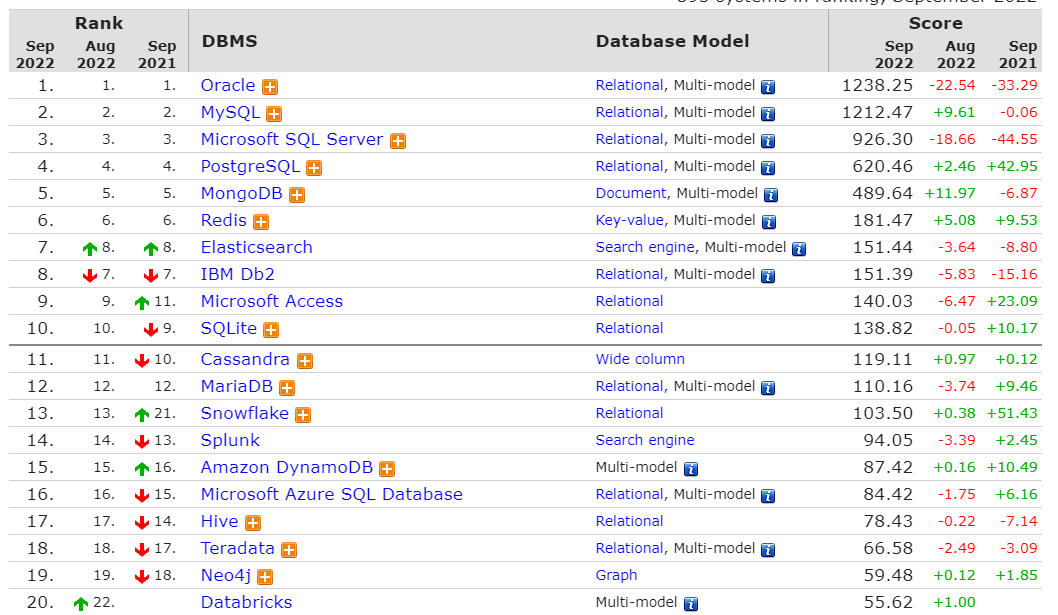 Rank Score
Sep 2022 Aug 2022 Sep 2021 DBMS Database Model Sep 2022 Aug 2022 Sep 2021
1. 1. 1. Oracle Relational, Multi-model 1238.25 -22.54 -33.29
2. 2. 2. MySQL Relational, Multi-model 1212.47 +9.61 -0.06
3. 3. 3. Microsoft SQL Server Relational, Multi-model 926.30 -18.66 -44.55
4. 4. 4. PostgreSQL Relational, Multi-model 620.46 +2.46 +42.95
5. 5. 5. MongoDB Document, Multi-model 489.64 +11.97 -6.87
6. 6. 6. Redis Key-value, Multi-model 181.47 +5.08 +9.53
7. 8. 8. Elasticsearch Search engine, Multi-model 151.44 -3.64 -8.80
8. 7. 7. IBM Db2 Relational, Multi-model 151.39 -5.83 -15.16
9. 9. 11. Microsoft Access Relational 140.03 -6.47 +23.09
10. 10. 9. SQLite Relational 138.82 -0.05 +10.17
11. 11. 10. Cassandra Wide column 119.11 +0.97 +0.12
12. 12. 12. MariaDB Relational, Multi-model 110.16 -3.74 +9.46
13. 13. 21. Snowflake Relational 103.50 +0.38 +51.43
14. 14. 13. Splunk Search engine 94.05 -3.39 +2.45
15. 15. 16. Amazon DynamoDB Multi-model 87.42 +0.16 +10.49
16. 16. 15. Microsoft Azure SQL Database Relational, Multi-model 84.42 -1.75 +6.16
17. 17. 14. Hive Relational 78.43 -0.22 -7.14
18. 18. 17. Teradata Relational, Multi-model 66.58 -2.49 -3.09
19. 19. 18. Neo4j Graph 59.48 +0.12 +1.85
20. 22. Databricks Multi-model 55.62 +1.00